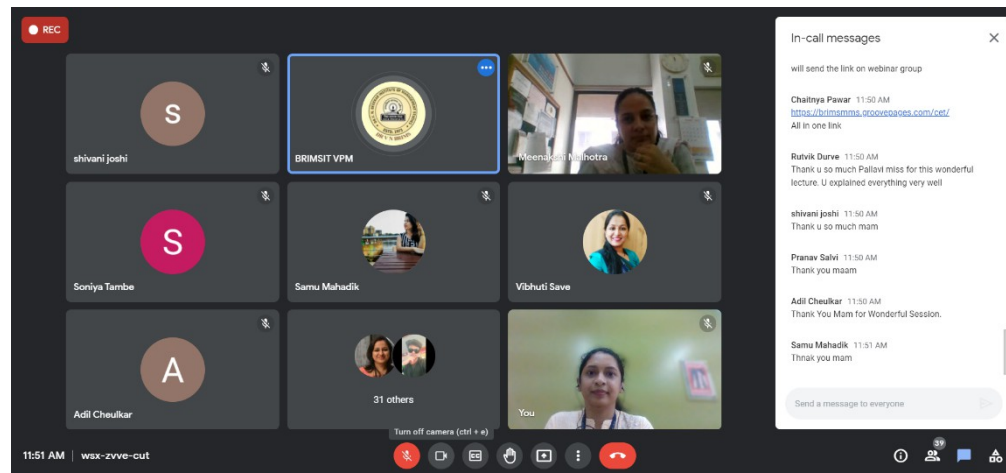 REC
S
shivani joshi
BRIMSIT VPM
Meenakshi Malhotra
S
Soniya Tambe
Samu Mahadik
Vibhuti Save
A
Adil Cheulkar
31 others
You
Turn off camera (ctrl + e)
11:51 AM | wsx-zvve-cut
39
In-call messages
will send the link on webinar group
Chaitnya Pawar 11:50 AM
https://brimsmms.groovepages.com/cet/
All in one link
Rutvik Durve 11:50 AM
Thank u so much Pallavi miss for this wonderful
lecture. U explained everything very well
shivani joshi 11:50 AM
Thank u so much mam
Pranav Salvi 11:50 AM
Thank you maam
Adil Cheulkar 11:50 AM
Thank You Mam for Wonderful Session.
Samu Mahadik 11:51 AM
Thnak you mam
Send a message to everyone